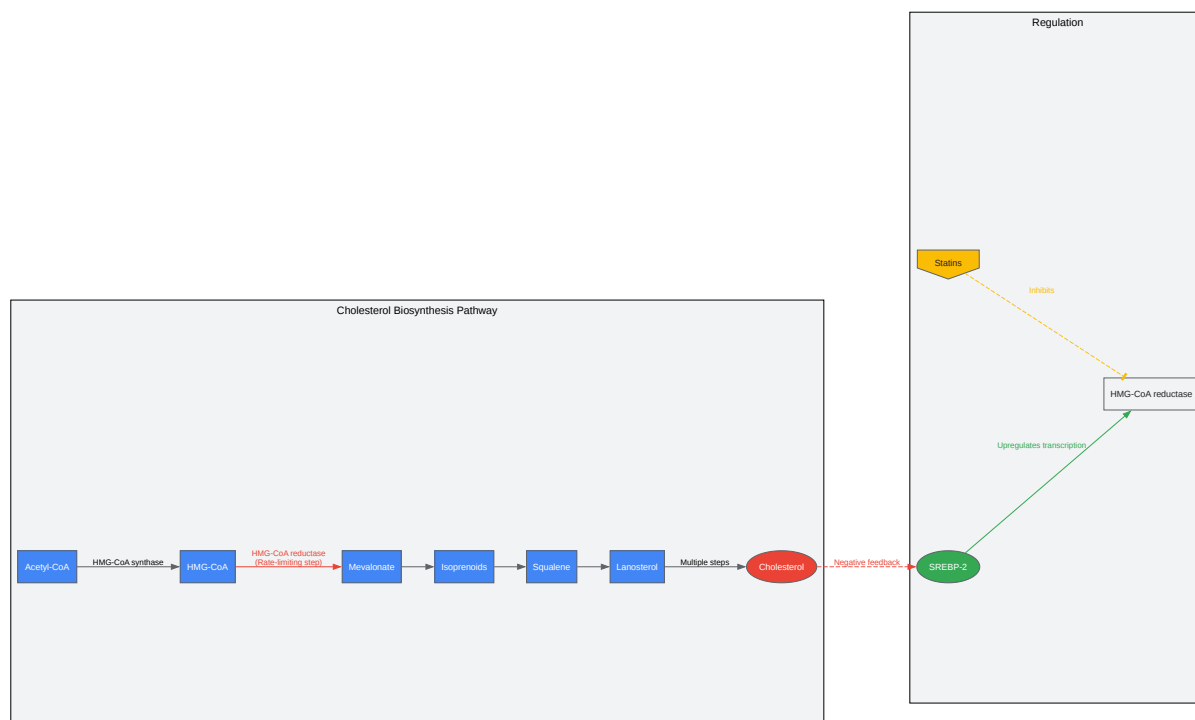 Regulation
Statins
Inhibits
Cholesterol Biosynthesis Pathway
HMG-CoA reductase
Upregulates transcription
Acetyl-CoA
HMG-CoA synthase
HMG-CoA
HMG-CoA reductase
(Rate-limiting step)
Mevalonate
Isoprenoids
Squalene
Lanosterol
Multiple steps
Cholesterol
Negative feedback
SREBP-2